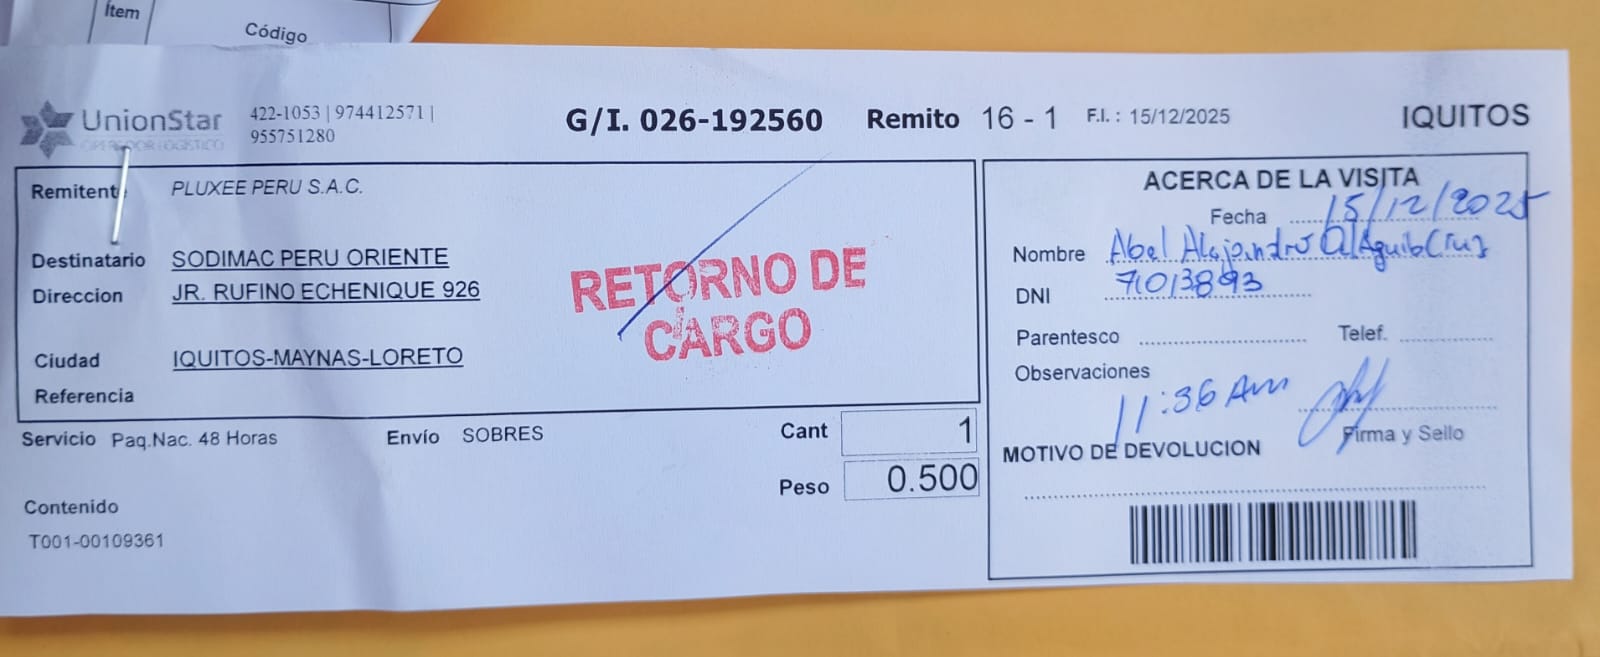 Ítem
Código
UnionStar
OPERADOR LOGISTICO
422-1053 | 974412571 |
955751280
G/I. 026-192560 Remito 16 - 1 F.I. : 15/12/2025 IQUITOS
Remitente PLUXEE PERU S.A.C.
Destinatario SODIMAC PERU ORIENTE
Direccion JR. RUFINO ECHENIQUE 926
Ciudad IQUITOS-MAYNAS-LORETO
Referencia
RETORNO DE
CARGO
Servicio Paq.Nac. 48 Horas Envío SOBRES Cant 1
Peso 0.500
Contenido
T001-00109361
ACERCA DE LA VISITA
Fecha 15/12/2025
Nombre Abel Alejandro
DNI 71013893
Parentesco Telef.
Observaciones
11:36 Am
Firma y Sello
MOTIVO DE DEVOLUCION